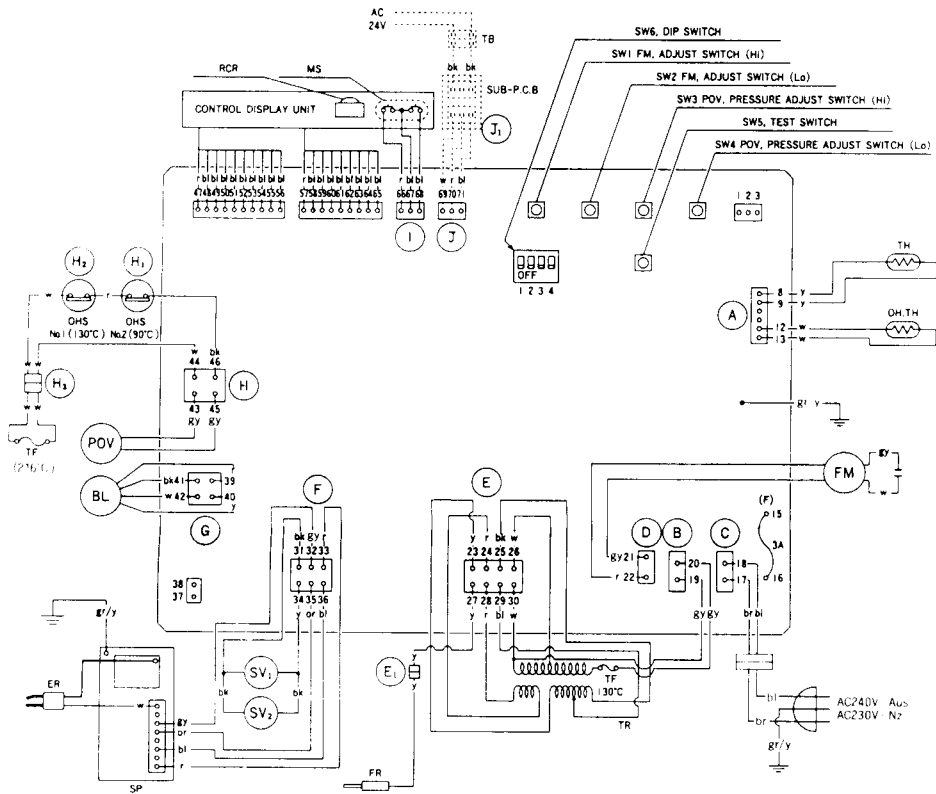 AC
24V
TB
bk bk
SUB-P.C.B
J1
RCR
MS
CONTROL DISPLAY UNIT
SW6, DIP SWITCH
SW1 FM, ADJUST SWITCH (Hi)
SW2 FM, ADJUST SWITCH (Lo)
SW3 POV, PRESSURE ADJUST SWITCH (Hi)
SW5, TEST SWITCH
SW4 POV, PRESSURE ADJUST SWITCH (Lo)
r bl bl bl bl bl bl bl bl bl
47 48 49 50 51 52 53 54 55 56
r bl bl bl bl bl bl bl bl
57 58 59 60 61 62 63 64 65
r bl bl
66 67 68
w r bl
69 70 71
I
J
1 2 3
OFF
1 2 3 4
TH
8 y
9 y
A
OH.TH
12 w
13 w
H2
H1
w r
OHS OHS
No.1 (130°C) No.2 (90°C)
w bk
44 46
w w
H3
H
w w
43 45
gy gy
TF
(216°C)
POV
gr/y
BL
bk 41 39
w 42 40
y
G
FM
gy
w
F
bk gy r
31 32 33
34 35 36
y or bl
E
y r bk w
23 24 25 26
27 28 29 30
y r bl w
D B C
(F)
15
3A
16
gy 21
r 22
20
19
18
17
gy gy
br bl
38
37
gr/y
ER
w
gy
or
bl
r
SP
SV1
SV2
bk bk
E1
y
y
FR
TF
130°C
TR
bl
br
gr/y
AC240V - Aus
AC230V - Nz